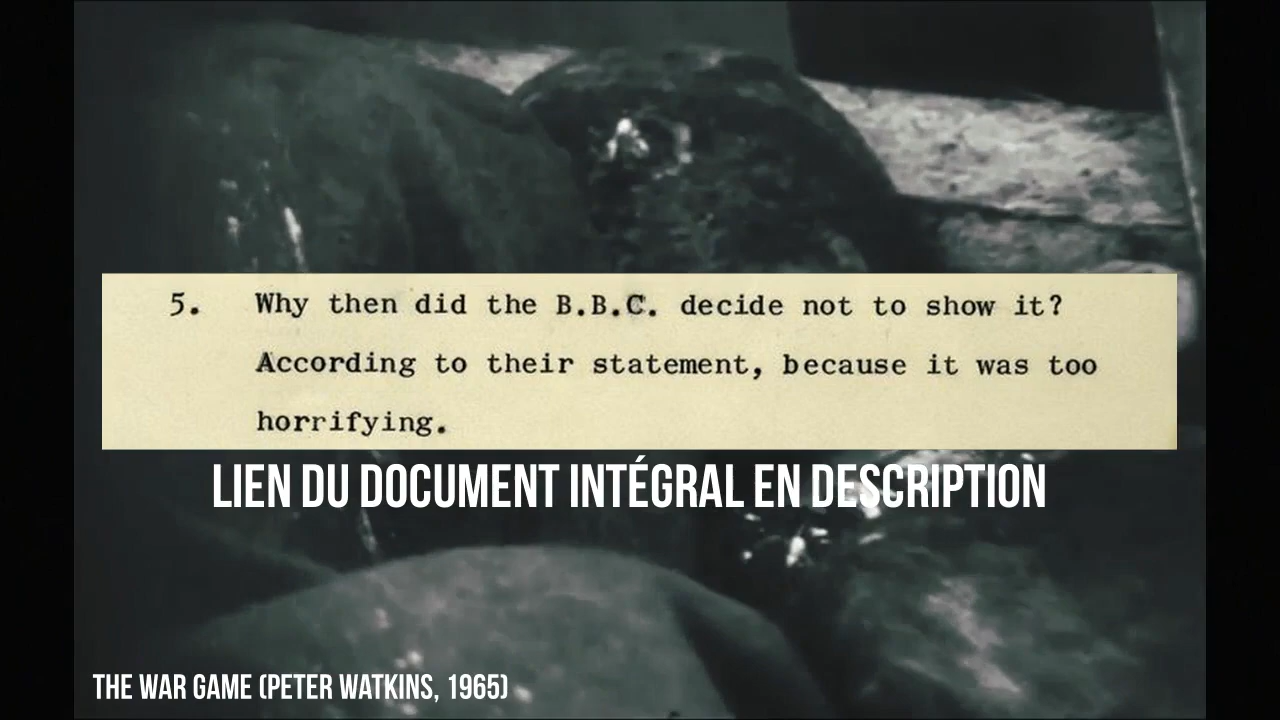 5. Why then did the B.B.C. decide not to show it?
According to their statement, because it was too
horrifying.
LIEN DU DOCUMENT INTÉGRAL EN DESCRIPTION
THE WAR GAME (PETER WATKINS, 1965)